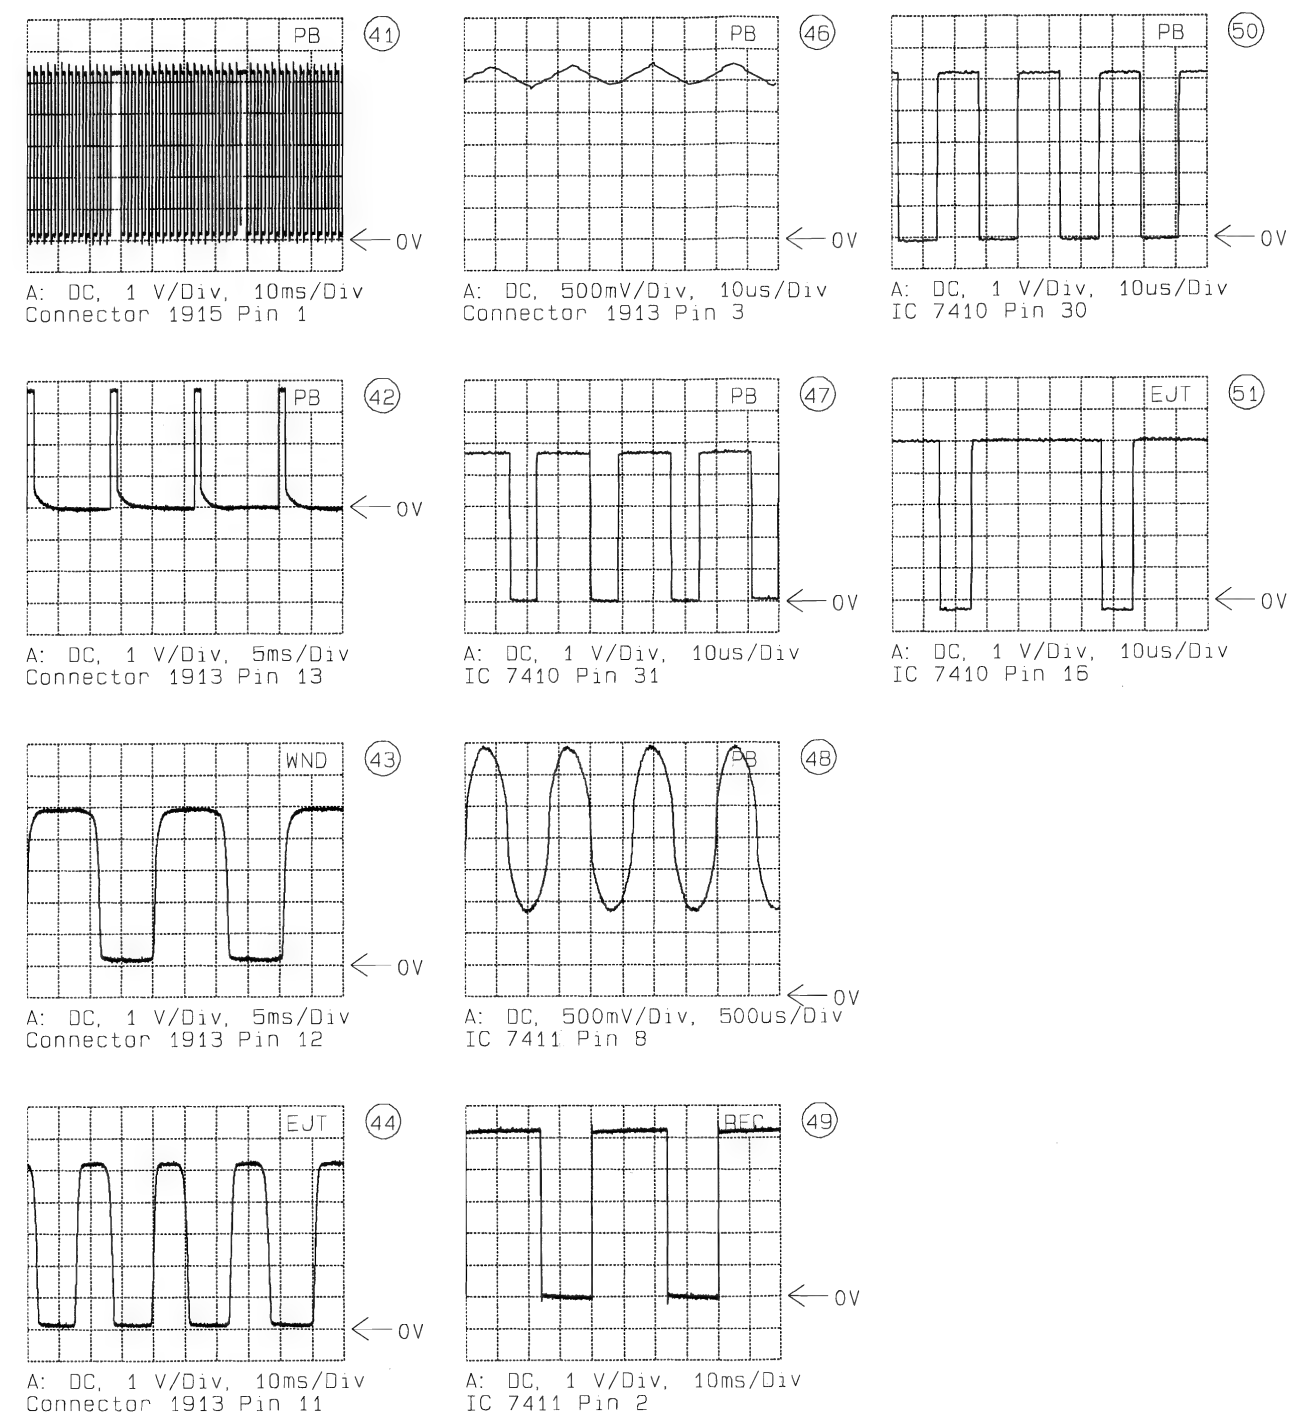 PB
41
0V
A: DC, 1 V/Div, 10ms/Div
Connector 1915 Pin 1
PB
42
0V
A: DC, 1 V/Div, 5ms/Div
Connector 1913 Pin 13
WND
43
0V
A: DC, 1 V/Div, 5ms/Div
Connector 1913 Pin 12
EJT
44
0V
A: DC, 1 V/Div, 10ms/Div
Connector 1913 Pin 11
PB
46
0V
A: DC, 500mV/Div, 10us/Div
Connector 1913 Pin 3
PB
47
0V
A: DC, 1 V/Div, 10us/Div
IC 7410 Pin 31
PB
48
0V
A: DC, 500mV/Div, 500us/Div
IC 7411 Pin 8
REC
49
0V
A: DC, 1 V/Div, 10ms/Div
IC 7411 Pin 2
PB
50
0V
A: DC, 1 V/Div, 10us/Div
IC 7410 Pin 30
EJT
51
0V
A: DC, 1 V/Div, 10us/Div
IC 7410 Pin 16